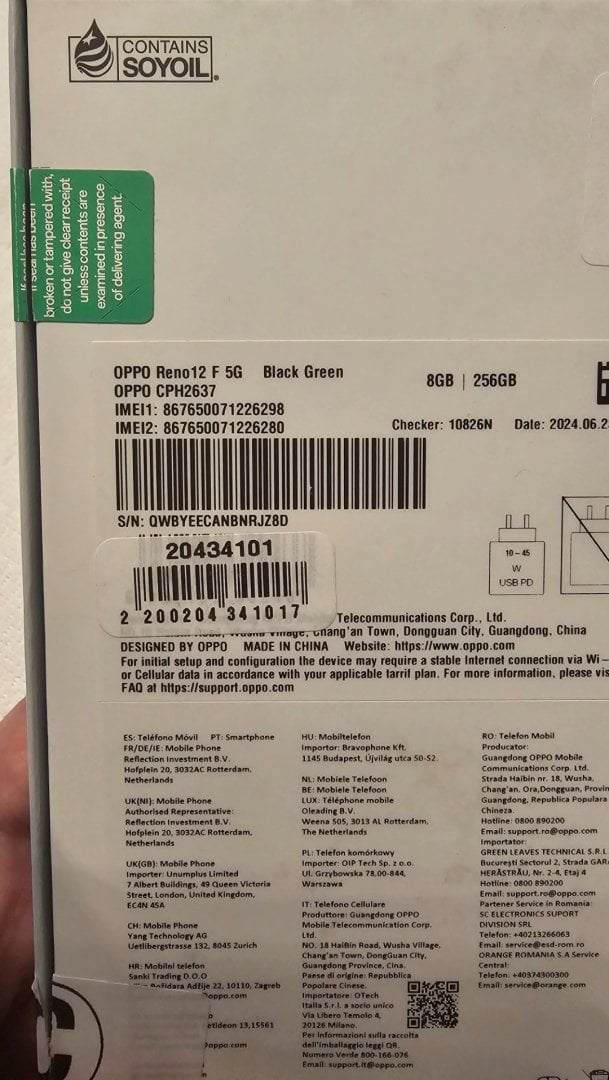 CONTAINS
SOYOIL
broken or tampered with,
do not give clear receipt
unless contents are
examined in presence
of delivering agent.
OPPO Reno12 F 5G Black Green
8GB | 256GB
OPPO CPH2637
IMEI1: 867650071226298
IMEI2: 867650071226280
Checker: 10826N Date: 2024.06.2
S/N: QWBYEECANBNRJZ8D
20434101
2 200204 341017
10-45
W
USB PD
Telecommunications Corp., Ltd.
Village, Chang'an Town, Dongguan City, Guangdong, China
DESIGNED BY OPPO MADE IN CHINA Website: https://www.oppo.com
For initial setup and configuration the device may require a stable Internet connection via Wi-
or Cellular data in accordance with your applicable tarrif plan. For more information, please vis
FAQ at https://support.oppo.com
ES: Teléfono Móvil PT: Smartphone
FR/DE/IE: Mobile Phone
Reflection Investment B.V.
Hofplein 20, 3032AC Rotterdam,
Netherlands
UK(NI): Mobile Phone
Authorised Representative:
Reflection Investment B.V.
Hofplein 20, 3032AC Rotterdam,
Netherlands
UK(GB): Mobile Phone
Importer: Unumplus Limited
7 Albert Buildings, 49 Queen Victoria
Street, London, United Kingdom,
EC4N 4SA
CH: Mobile Phone
Yang Technology AG
Uetlibergstrasse 132, 8045 Zurich
HR: Mobilni telefon
Sanki Trading D.O.O
Božidara Adžije 22, 10110, Zagreb
oppo.com
13,15561
oppo.com
HU: Mobiltelefon
Importor: Bravophone Kft.
1145 Budapest, Újvilág utca 50-52.
NL: Mobiele Telefoon
BE: Mobiele Telefoon
LUX: Téléphone mobile
Oleading B.V.
Weena 505, 3013 AL Rotterdam,
The Netherlands
PL: Telefon komórkowy
Importer: OIP Tech Sp. z o.o.
Ul. Grzybowska 78,00-844,
Warszawa
IT: Telefono Cellulare
Produttore: Guangdong OPPO
Mobile Telecommunication Corp.
Ltd.
NO. 18 HaiBin Road, Wusha Village,
Chang'an Town, DongGuan City,
Guangdong Province, Cina.
Paese di origine: Repubblica
Popolare Cinese.
Importatore: OTech
Italia S.r.l. a socio unico
Via Libero Temolo 4,
20126 Milano.
Per informazioni sulla raccolta
dell'imballaggio leggi QR.
Numero Verde 800-166-076
Email: support.it@oppo.com
RO: Telefon Mobil
Producator:
Guangdong OPPO Mobile
Communications Corp. Ltd.
Strada Haibin nr. 18, Wusha,
Chang'an, Ora,Dongguan, Provin
Guangdong, Republica Populara
Chineza.
Hotline: 0800 890200
Email: support.ro@oppo.com
Importator:
GREEN LEAVES TECHNICAL S.R.L
București Sectorul 2, Strada GARA
HERĂSTRĂU, Nr. 2-4, Etaj 4
Hotline: 0800 890200
Email: support.ro@oppo.com
Partener Service in Romania:
SC ELECTRONICS SUPORT
DIVISION SRL
Telefon: +40213266063
Email: service@esd-rom.ro
ORANGE ROMANIA S.A Service
Central:
Telefon: +40374300300
Email: service@orange.com